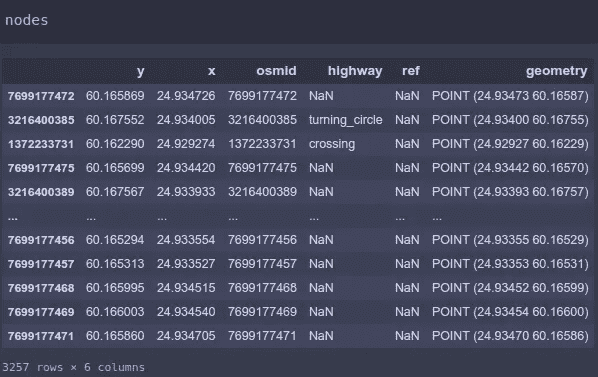 nodes
y x osmid highway ref geometry
7699177472 60.165869 24.934726 7699177472 NaN NaN POINT (24.93473 60.16587)
3216400385 60.167552 24.934005 3216400385 turning_circle NaN POINT (24.93400 60.16755)
1372233731 60.162290 24.929274 1372233731 crossing NaN POINT (24.92927 60.16229)
7699177475 60.165699 24.934420 7699177475 NaN NaN POINT (24.93442 60.16570)
3216400389 60.167567 24.933933 3216400389 NaN NaN POINT (24.93393 60.16757)
... ... ... ... ... ... ...
7699177456 60.165294 24.933554 7699177456 NaN NaN POINT (24.93355 60.16529)
7699177457 60.165313 24.933527 7699177457 NaN NaN POINT (24.93353 60.16531)
7699177468 60.165995 24.934515 7699177468 NaN NaN POINT (24.93452 60.16599)
7699177469 60.166003 24.934540 7699177469 NaN NaN POINT (24.93454 60.16600)
7699177471 60.165860 24.934705 7699177471 NaN NaN POINT (24.93470 60.16586)
3257 rows × 6 columns